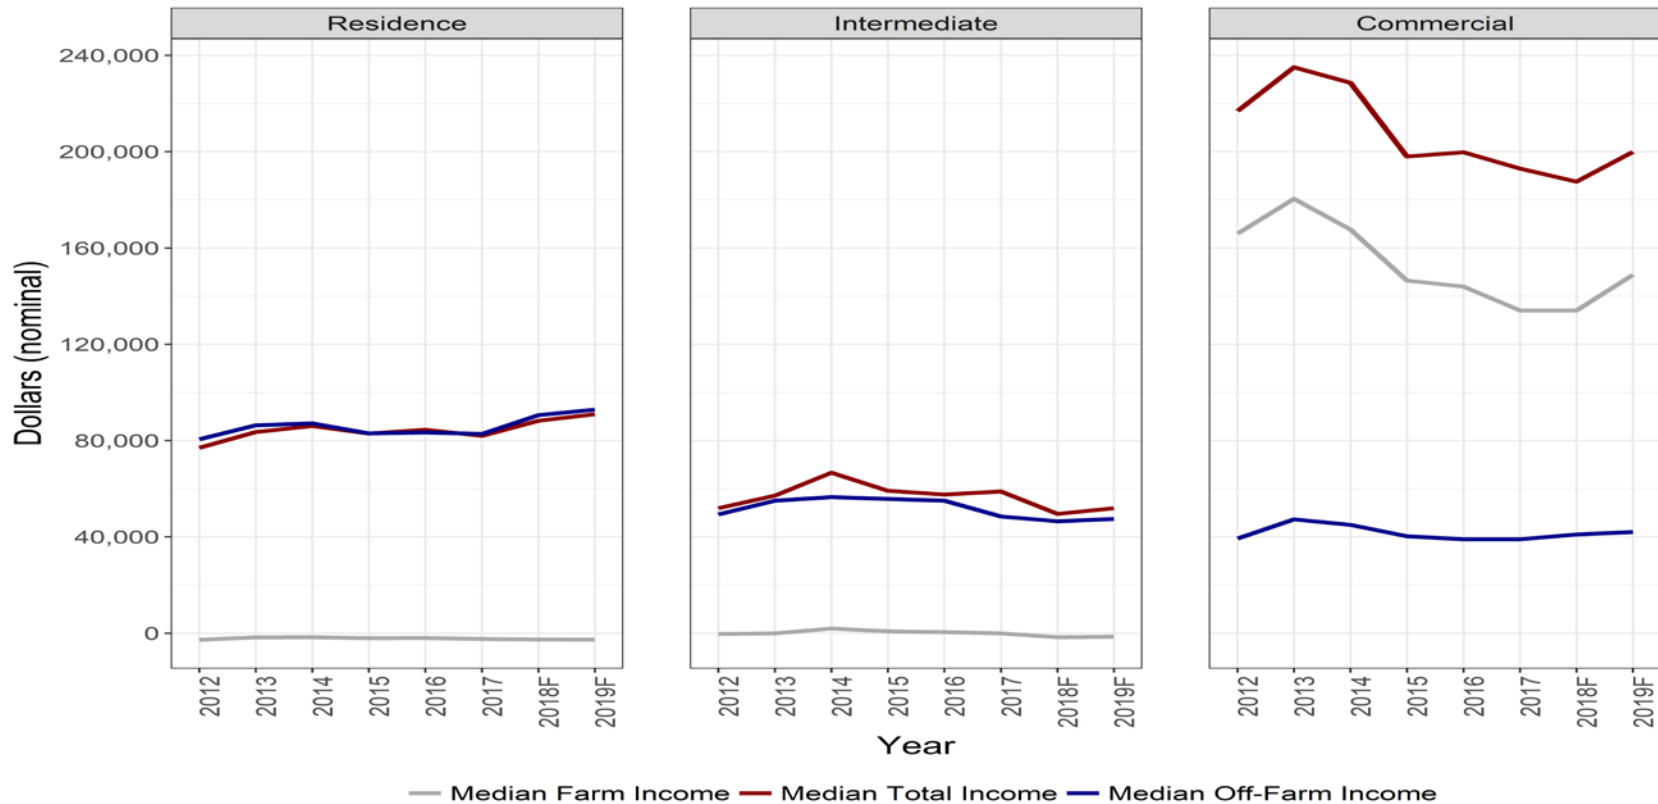 Residence
Intermediate
Commercial
Dollars (nominal)
240,000
200,000
160,000
120,000
80,000
40,000
0
2012 2013 2014 2015 2016 2017 2018F 2019F
2012 2013 2014 2015 2016 2017 2018F 2019F
2012 2013 2014 2015 2016 2017 2018F 2019F
Year
Median Farm Income Median Total Income Median Off-Farm Income